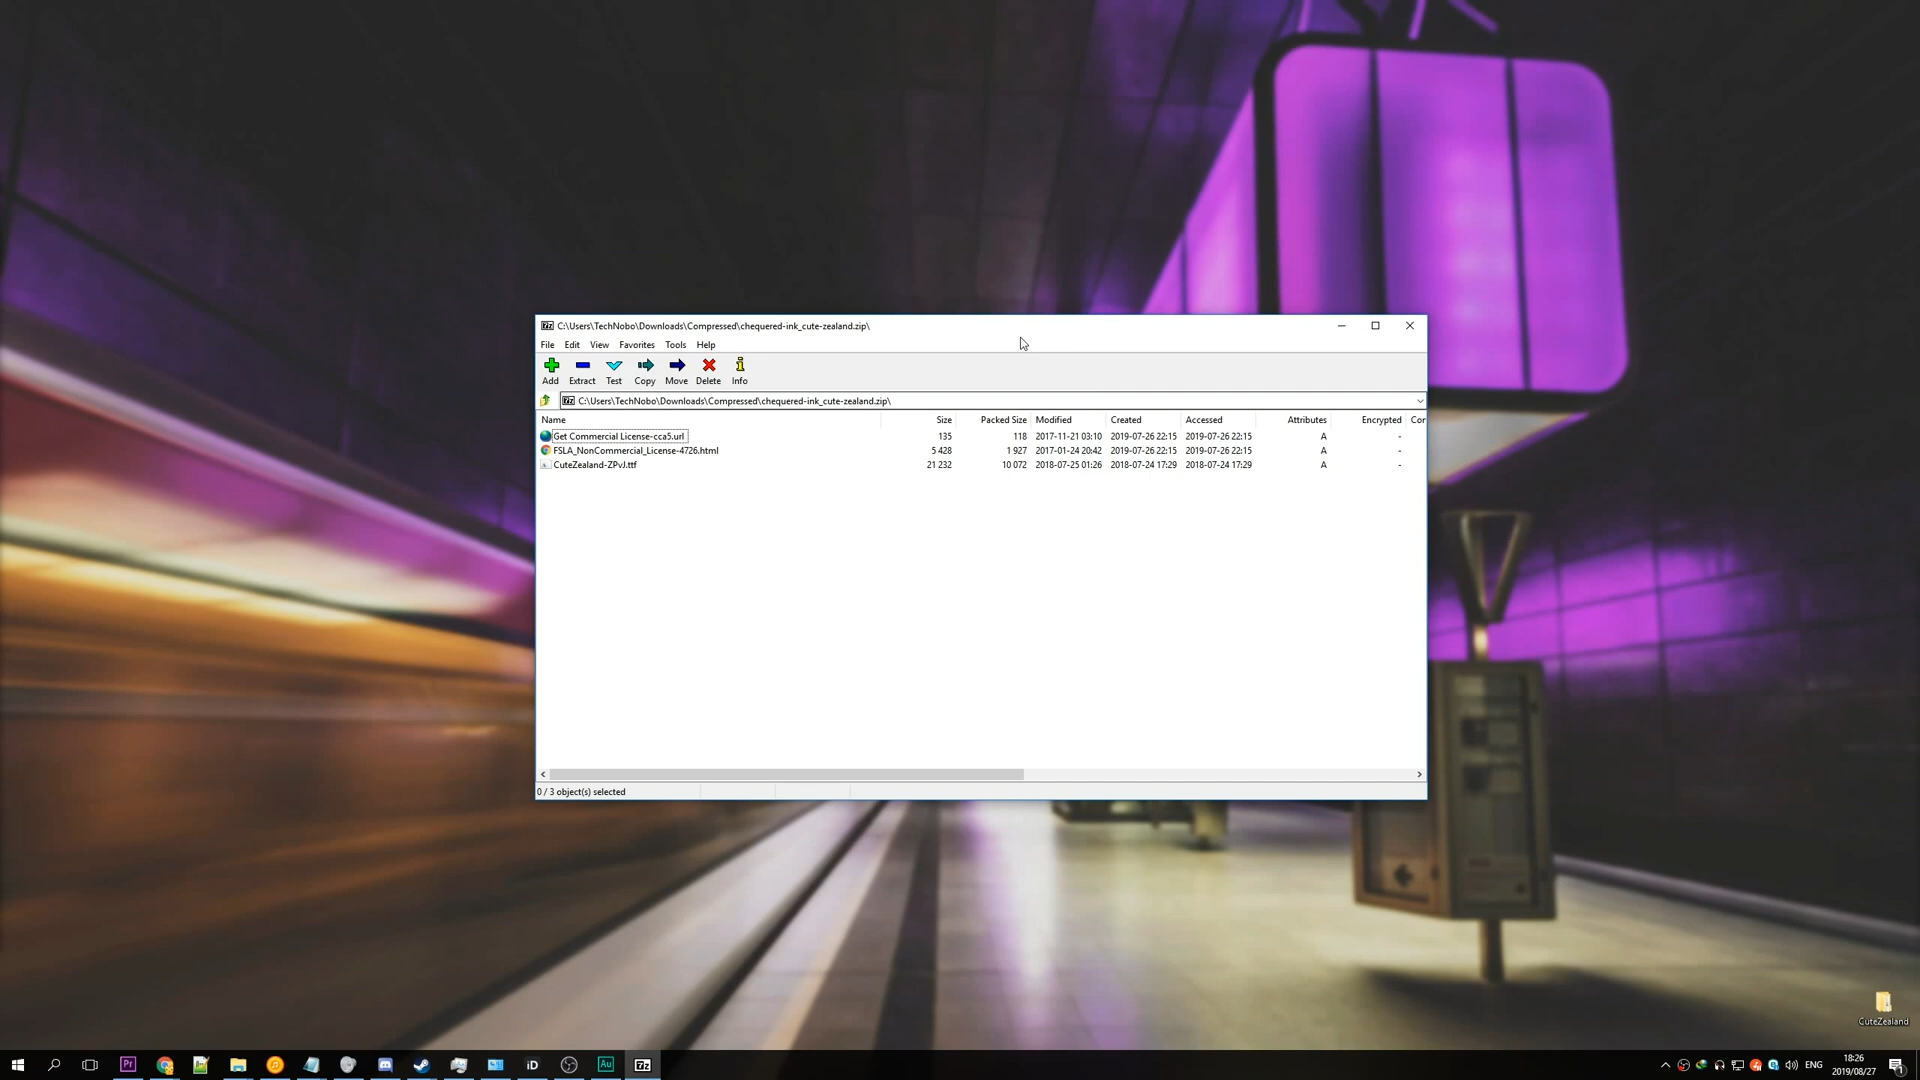 C:\Users\TechNobo\Downloads\Compressed\chequered-ink_cute-zealand.zip\
File Edit View Favorites Tools Help
Add Extract Test Copy Move Delete Info
C:\Users\TechNobo\Downloads\Compressed\chequered-ink_cute-zealand.zip\
Name Size Packed Size Modified Created Accessed Attributes Encrypted Cor
Get Commercial License-cca5.url 135 118 2017-11-21 03:10 2019-07-26 22:15 2019-07-26 22:15 A -
FSLA_NonCommercial_License-4726.html 5 428 1 927 2017-01-24 20:42 2019-07-26 22:15 2019-07-26 22:15 A -
CuteZealand-ZPvJ.ttf 21 232 10 072 2018-07-25 01:26 2018-07-24 17:29 2018-07-24 17:29 A -
0 / 3 object(s) selected
CuteZealand
Pr iD Au 7z ENG 18:26
2019/08/27